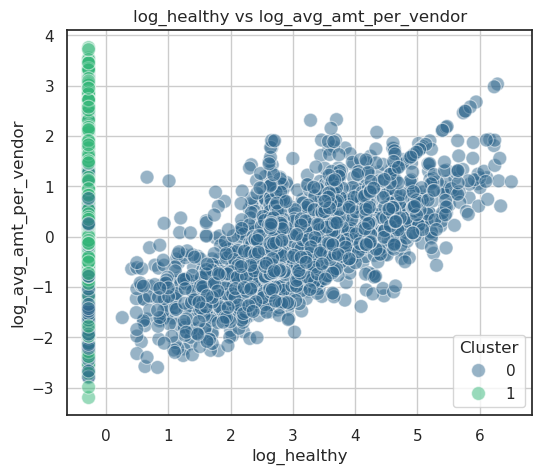 log_healthy vs log_avg_amt_per_vendor
log_avg_amt_per_vendor
4
3
2
1
0
−1
−2
−3
0 1 2 3 4 5 6
log_healthy
Cluster
0
1